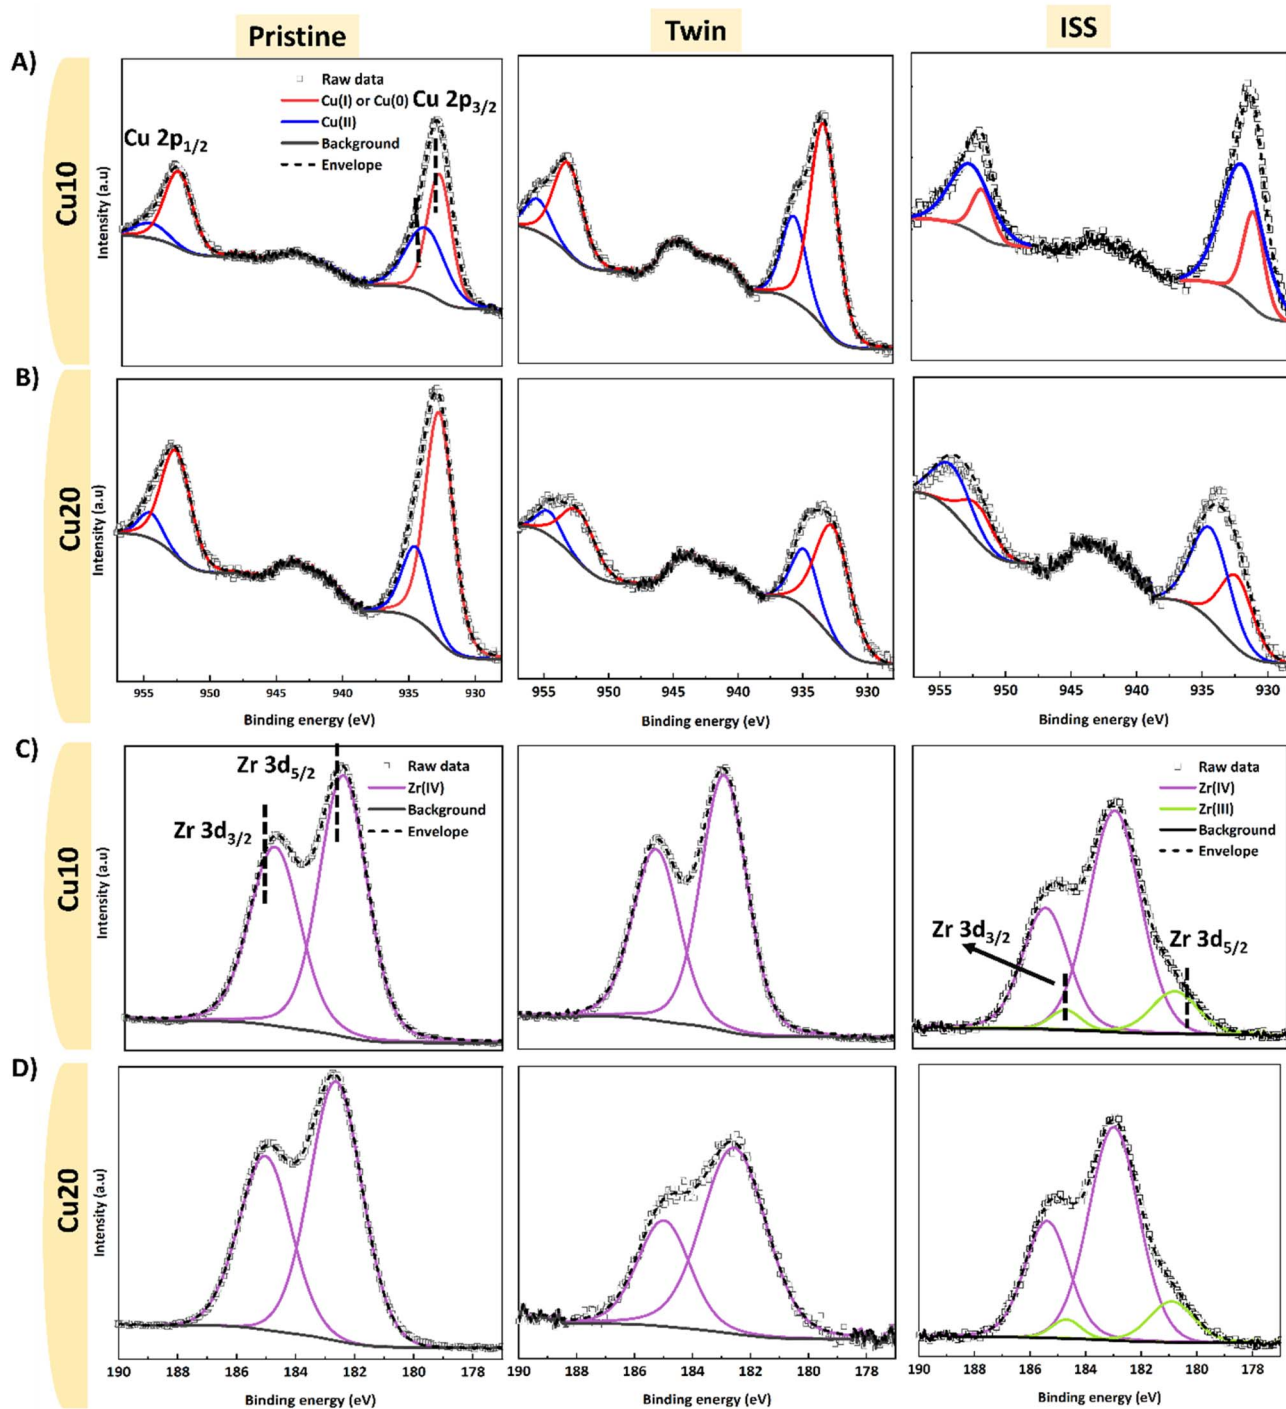 Pristine
Twin
ISS
A)
Cu10
Intensity (a.u)
Cu 2p1/2
Raw data
Cu(I) or Cu(0)
Cu(II)
Background
Envelope
Cu 2p3/2
B)
Cu20
Intensity (a.u)
955 950 945 940 935 930
Binding energy (eV)
955 950 945 940 935 930
Binding energy (eV)
955 950 945 940 935 930
Binding energy (eV)
C)
Cu10
Intensity (a.u)
Zr 3d5/2
Zr 3d3/2
Raw data
Zr(IV)
Background
Envelope
Raw data
Zr(IV)
Zr(III)
Background
Envelope
Zr 3d3/2
Zr 3d5/2
D)
Cu20
Intensity (a.u)
190 188 186 184 182 180 178
Binding energy (eV)
190 188 186 184 182 180 178
Binding energy (eV)
190 188 186 184 182 180 178
Binding energy (eV)